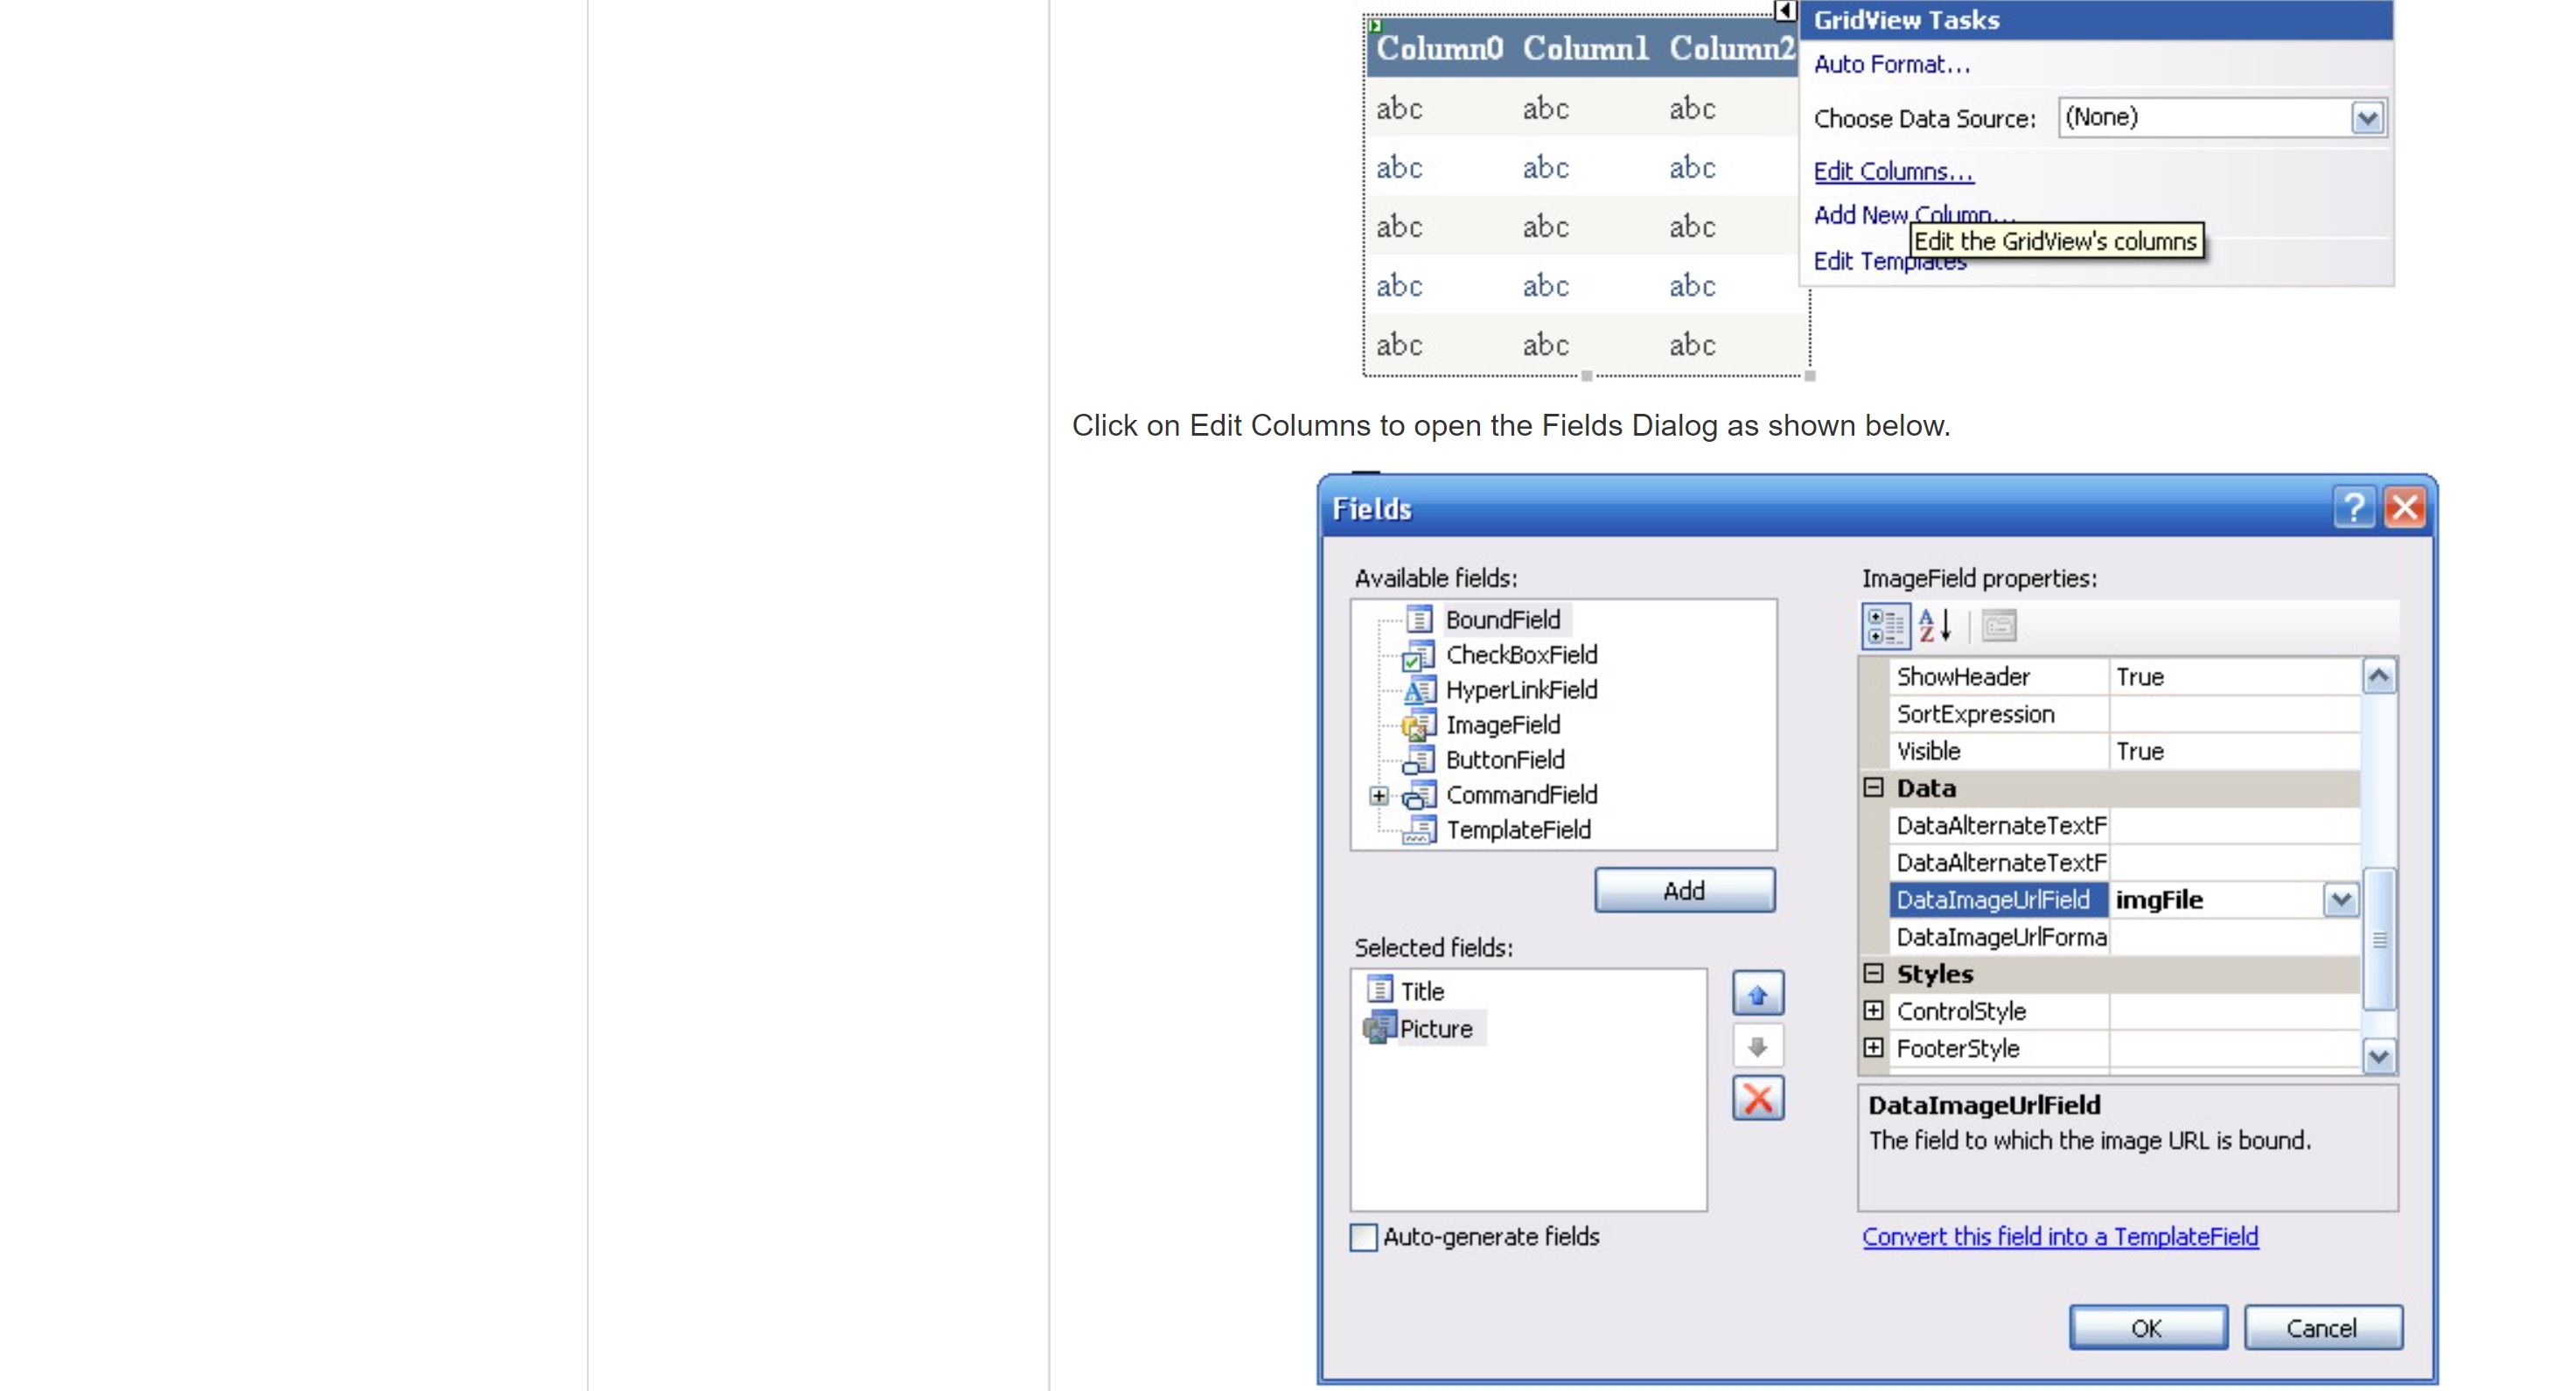 Column0 Column1 Column2
abc abc abc
abc abc abc
abc abc abc
abc abc abc
abc abc abc
GridView Tasks
Auto Format...
Choose Data Source: (None)
Edit Columns...
Add New Column...
Edit the GridView's columns
Edit Templates
Click on Edit Columns to open the Fields Dialog as shown below.
Fields
Available fields:
BoundField
CheckBoxField
HyperLinkField
ImageField
ButtonField
CommandField
TemplateField
Add
Selected fields:
Title
Picture
Auto-generate fields
ImageField properties:
ShowHeader True
SortExpression
Visible True
Data
DataAlternateTextF
DataAlternateTextF
DataImageUrlField imgFile
DataImageUrlForma
Styles
ControlStyle
FooterStyle
DataImageUrlField
The field to which the image URL is bound.
Convert this field into a TemplateField
OK Cancel